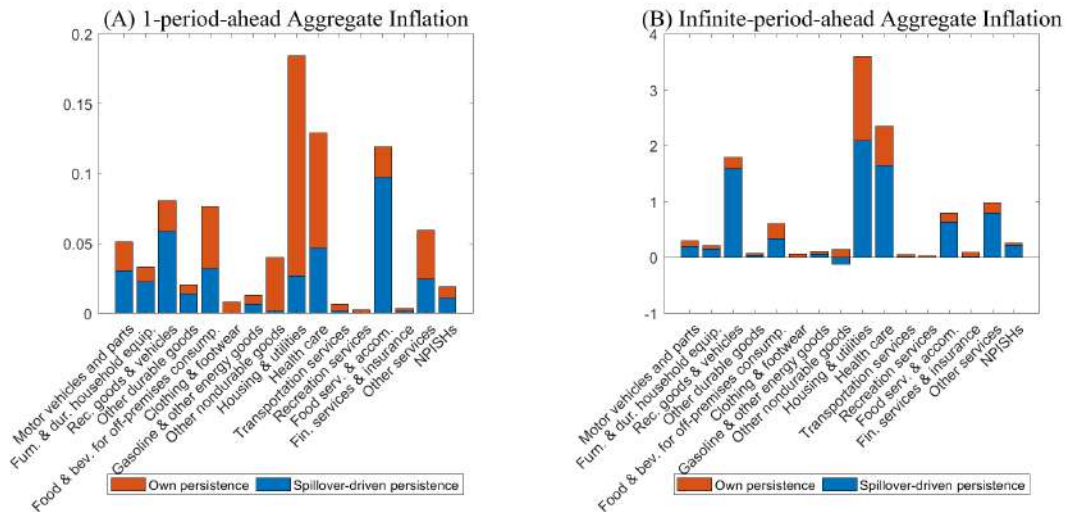 (A) 1-period-ahead Aggregate Inflation
0.2
0.15
0.1
0.05
0
Motor vehicles and parts
Furn. & dur. household equip.
Rec. goods & vehicles
Other durable goods
Food & bev. for off-premises consump.
Clothing & footwear
Gasoline & other energy goods
Other nondurable goods
Housing & utilities
Health care
Transportation services
Recreation services
Food serv. & accom.
Fin. services & insurance
Other services
NPISHs
Own persistence
Spillover-driven persistence
(B) Infinite-period-ahead Aggregate Inflation
4
3
2
1
0
-1
Motor vehicles and parts
Furn. & dur. household equip.
Rec. goods & vehicles
Other durable goods
Food & bev. for off-premises consump.
Clothing & footwear
Gasoline & other energy goods
Other nondurable goods
Housing & utilities
Health care
Transportation services
Recreation services
Food serv. & accom.
Fin. services & insurance
Other services
NPISHs
Own persistence
Spillover-driven persistence